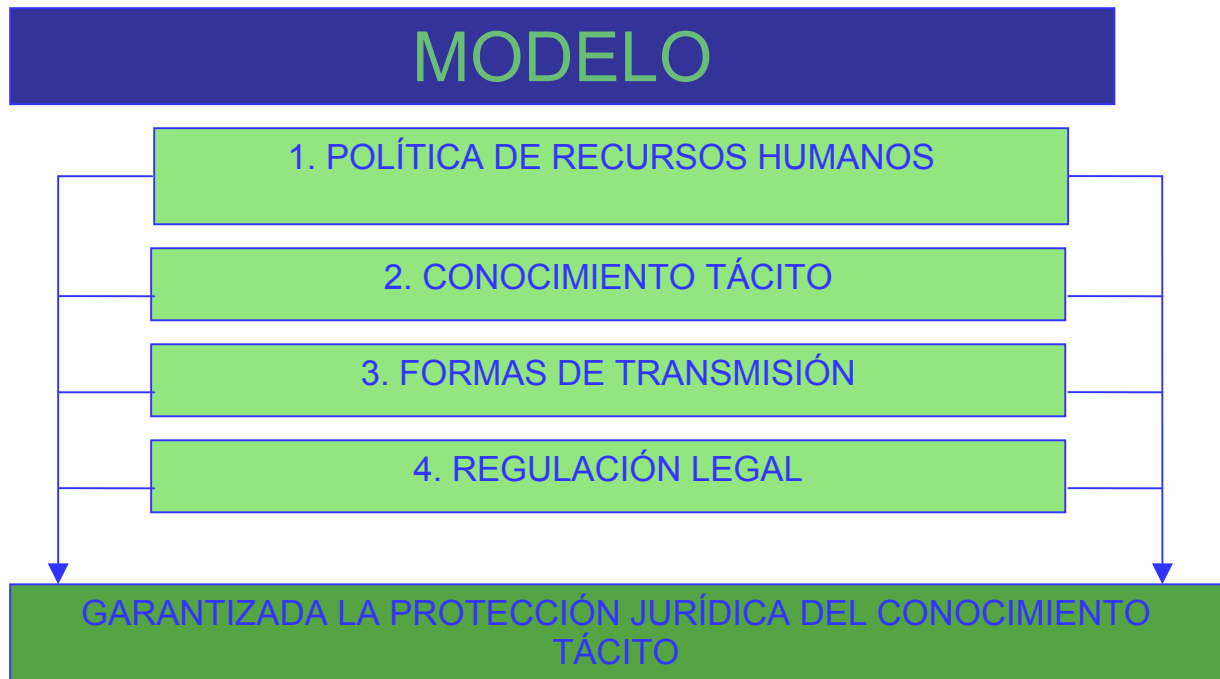 MODELO
1. POLÍTICA DE RECURSOS HUMANOS
2. CONOCIMIENTO TÁCITO
3. FORMAS DE TRANSMISIÓN
4. REGULACIÓN LEGAL
GARANTIZADA LA PROTECCIÓN JURÍDICA DEL CONOCIMIENTO
TÁCITO